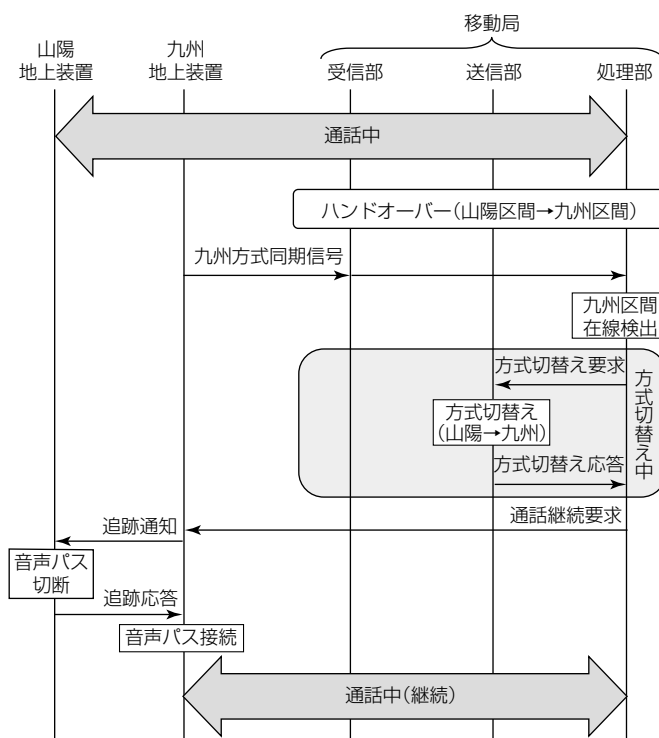 移動局
山陽
地上装置
九州
地上装置
受信部
送信部
処理部
通話中
ハンドオーバー(山陽区間→九州区間)
九州方式同期信号
九州区間
在線検出
方式切替え要求
方式切替え中
方式切替え
(山陽→九州)
方式切替え応答
通話継続要求
追跡通知
音声パス
切断
追跡応答
音声パス接続
通話中(継続)